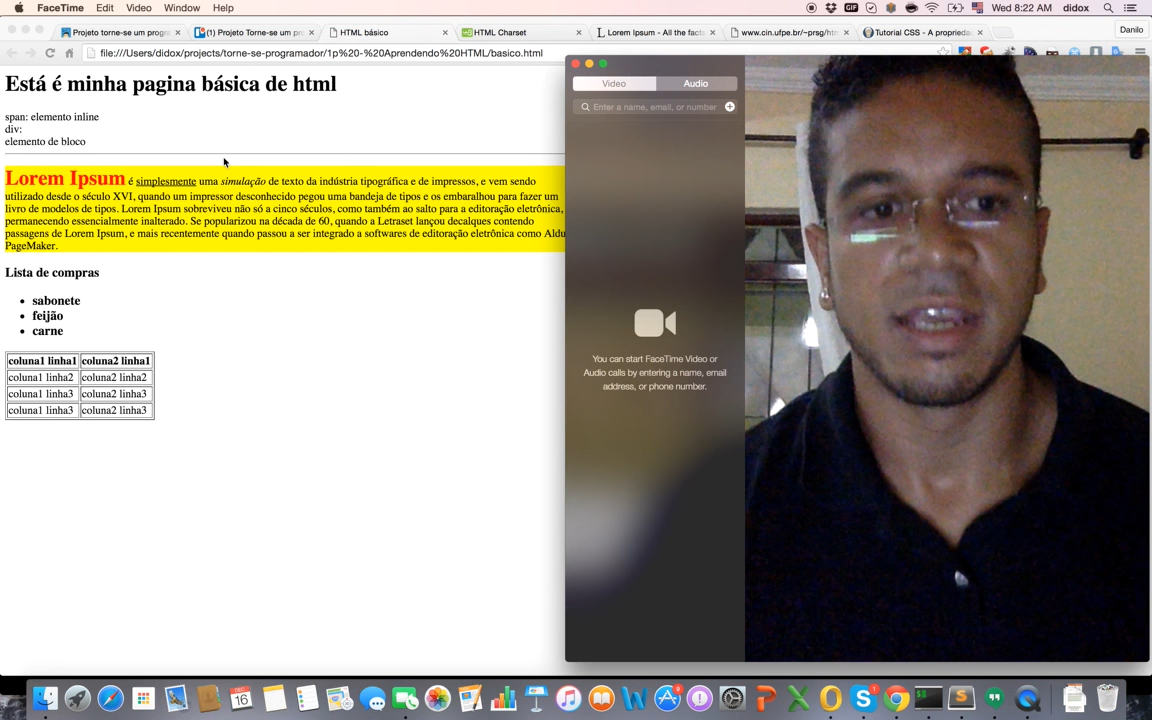 FaceTime Edit Video Window Help
GIF
Wed 8:22 AM didox
Projeto torne-se um progra
(1) Projeto Torne-se um pro
HTML básico
HTML Charset
Lorem Ipsum - All the facts
www.cin.ufpe.br/~prsg/htm
Tutorial CSS - A propriedad
Danilo
file:///Users/didox/projects/torne-se-programador/1p%20-%20Aprendendo%20HTML/basico.html
Está é minha pagina básica de html
span: elemento inline
div:
elemento de bloco
Lorem Ipsum é simplesmente uma simulação de texto da indústria tipográfica e de impressos, e vem sendo
utilizado desde o século XVI, quando um impressor desconhecido pegou uma bandeja de tipos e os embaralhou para fazer um
livro de modelos de tipos. Lorem Ipsum sobreviveu não só a cinco séculos, como também ao salto para a editoração eletrônica,
permanecendo essencialmente inalterado. Se popularizou na década de 60, quando a Letraset lançou decalques contendo
passagens de Lorem Ipsum, e mais recentemente quando passou a ser integrado a softwares de editoração eletrônica como Aldu
PageMaker.
Lista de compras
sabonete
feijão
carne
coluna1 linha1 coluna2 linha1
coluna1 linha2 coluna2 linha2
coluna1 linha3 coluna2 linha3
coluna1 linha3 coluna2 linha3
Video Audio
Enter a name, email, or number
You can start FaceTime Video or
Audio calls by entering a name, email
address, or phone number.
16